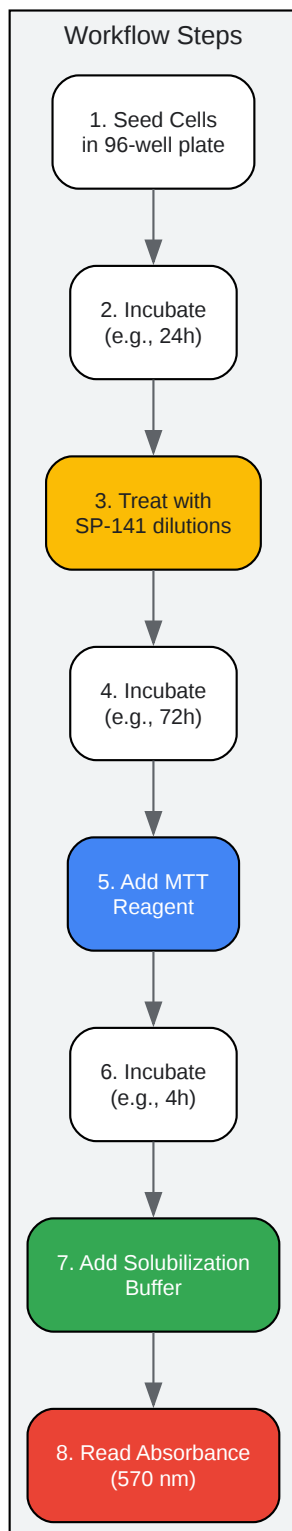 Workflow Steps
1. Seed Cells
in 96-well plate
2. Incubate
(e.g., 24h)
3. Treat with
SP-141 dilutions
4. Incubate
(e.g., 72h)
5. Add MTT
Reagent
6. Incubate
(e.g., 4h)
7. Add Solubilization
Buffer
8. Read Absorbance
(570 nm)